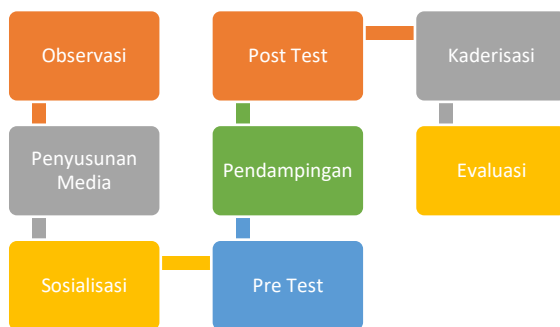 Observasi
Penyusunan
Media
Sosialisasi
Pre Test
Pendampingan
Post Test
Kaderisasi
Evaluasi